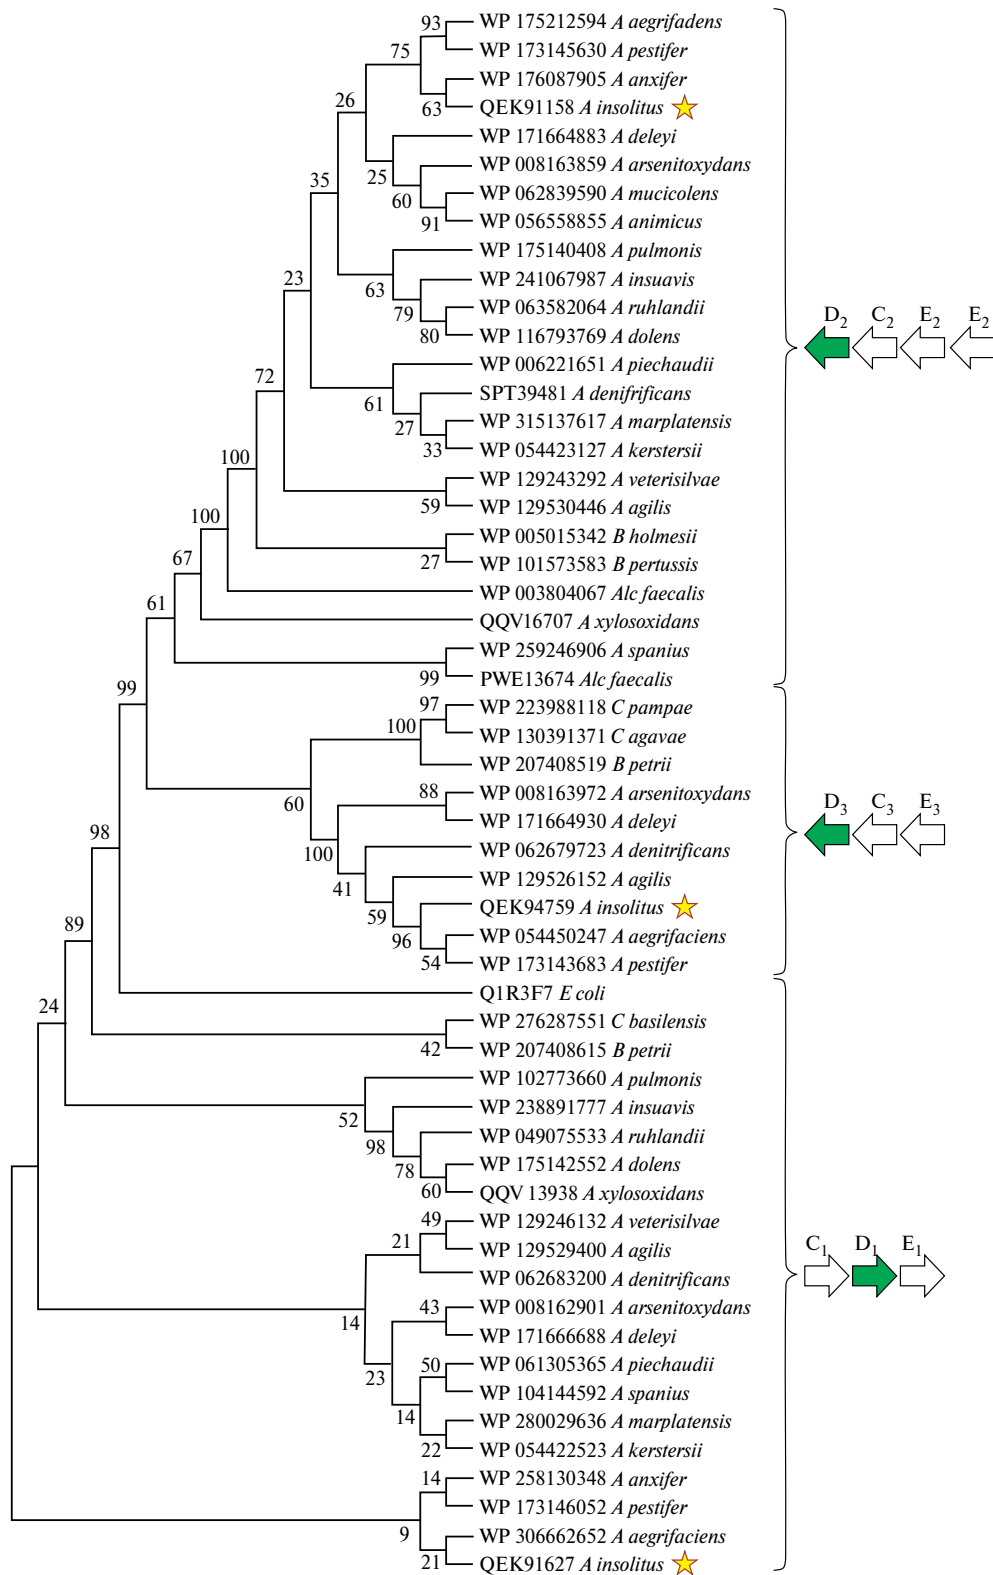 93
WP 175212594 A aegrifadens
75
WP 173145630 A pestifer
WP 176087905 A anxifer
26
63
QEK91158 A insolitus
WP 171664883 A deleyi
25
WP 008163859 A arsenitoxydans
35
60
WP 062839590 A mucicolens
91
WP 056558855 A animicus
WP 175140408 A pulmonis
23
63
WP 241067987 A insuavis
79
WP 063582064 A ruhlandii
80
WP 116793769 A dolens
D2 C2 E2 E2
WP 006221651 A piechaudii
72
61
SPT39481 A denifrificans
27
WP 315137617 A marplatensis
33
WP 054423127 A kerstersii
100
WP 129243292 A veterisilvae
59
WP 129530446 A agilis
100
WP 005015342 B holmesii
27
WP 101573583 B pertussis
67
WP 003804067 Alc faecalis
61
QQV16707 A xylosoxidans
WP 259246906 A spanius
99
PWE13674 Alc faecalis
99
97
WP 223988118 C pampae
100
WP 130391371 C agavae
WP 207408519 B petrii
60
88
WP 008163972 A arsenitoxydans
WP 171664930 A deleyi
D3 C3 E3
98
100
WP 062679723 A denitrificans
41
WP 129526152 A agilis
59
QEK94759 A insolitus
96
WP 054450247 A aegrifaciens
89
54
WP 173143683 A pestifer
Q1R3F7 E coli
24
WP 276287551 C basilensis
42
WP 207408615 B petrii
WP 102773660 A pulmonis
52
WP 238891777 A insuavis
98
WP 049075533 A ruhlandii
78
WP 175142552 A dolens
60
QQV 13938 A xylosoxidans
49
WP 129246132 A veterisilvae
21
WP 129529400 A agilis
C1 D1 E1
WP 062683200 A denitrificans
14
43
WP 008162901 A arsenitoxydans
WP 171666688 A deleyi
23
50
WP 061305365 A piechaudii
WP 104144592 A spanius
14
WP 280029636 A marplatensis
22
WP 054422523 A kerstersii
14
WP 258130348 A anxifer
WP 173146052 A pestifer
9
WP 306662652 A aegrifaciens
21
QEK91627 A insolitus